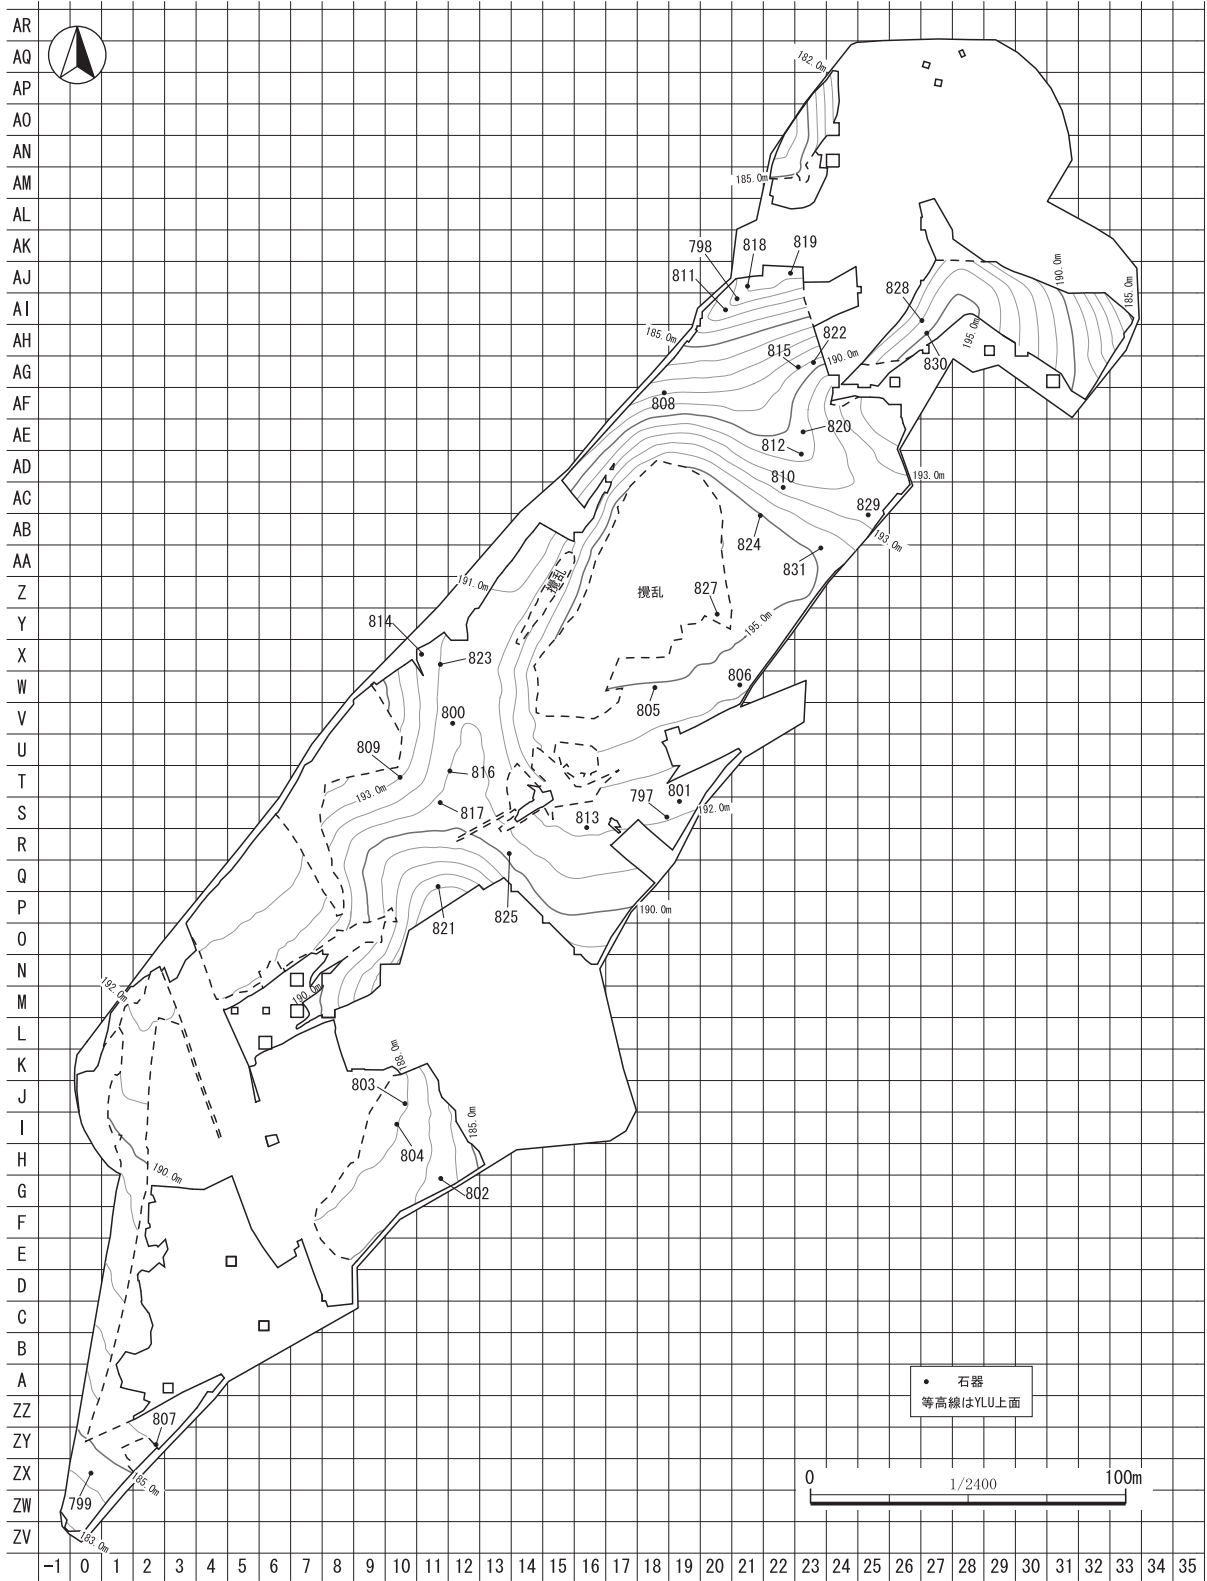 AR
AQ
182.0m
AP
AO
AN
AM
185.0m
AL
AK
798 818 819
AJ
190.0m
811
828
185.0m
AI
AH
185.0m
822
195.0m
815
190.0m
830
AG
AF
808
AE
820
812
AD
810
193.0m
AC
829
AB
824
193.0m
AA
831
191.0m
攪乱
Z
攪乱
827
Y
814
195.0m
X
823
W
806
805
V
800
U
809
T
816
193.0m
801
797
192.0m
S
817
813
R
Q
P
190.0m
825
821
O
N
192.0m
190.0m
M
L
K
188.0m
803
J
185.0m
I
804
H
190.0m
G
802
F
E
D
C
B
A
● 石器
等高線はYLU上面
ZZ
807
ZY
ZX
185.0m
0 100m
1/2400
799
ZW
183.0m
ZV
-1 0 1 2 3 4 5 6 7 8 9 10 11 12 13 14 15 16 17 18 19 20 21 22 23 24 25 26 27 28 29 30 31 32 33 34 35